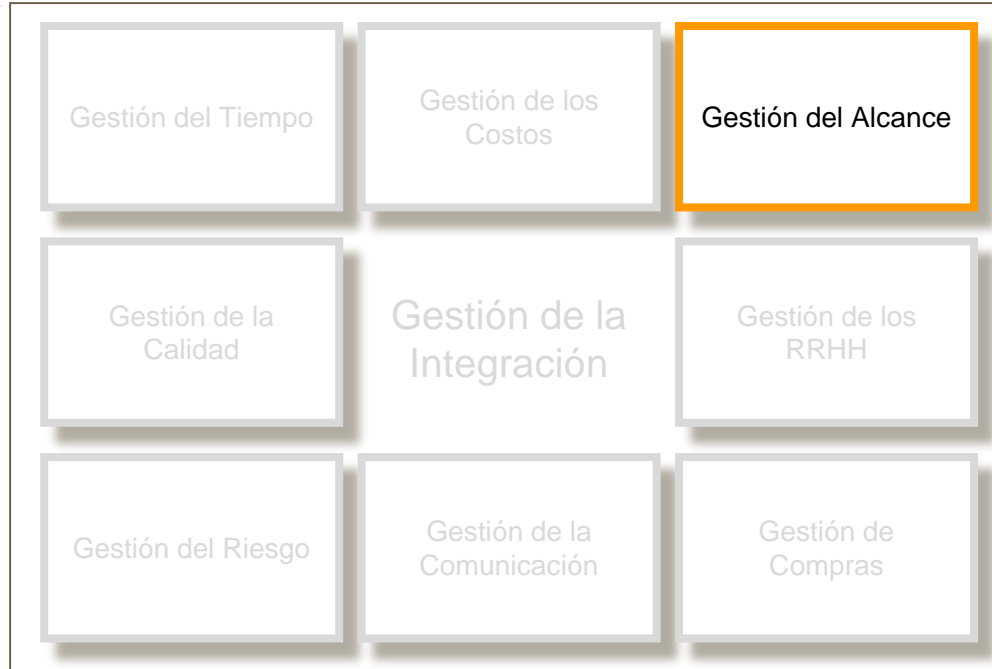 Gestión del Tiempo
Gestión de los
Costos
Gestión del Alcance
Gestión de la
Calidad
Gestión de la
Integración
Gestión de los
RRHH
Gestión del Riesgo
Gestión de la
Comunicación
Gestión de
Compras